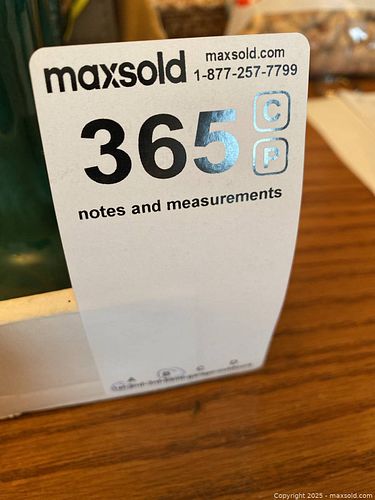 maxsold
maxsold.com
1-877-257-7799
365
C
P
notes and measurements
A B C D
Copyright 2025 - maxsold.com